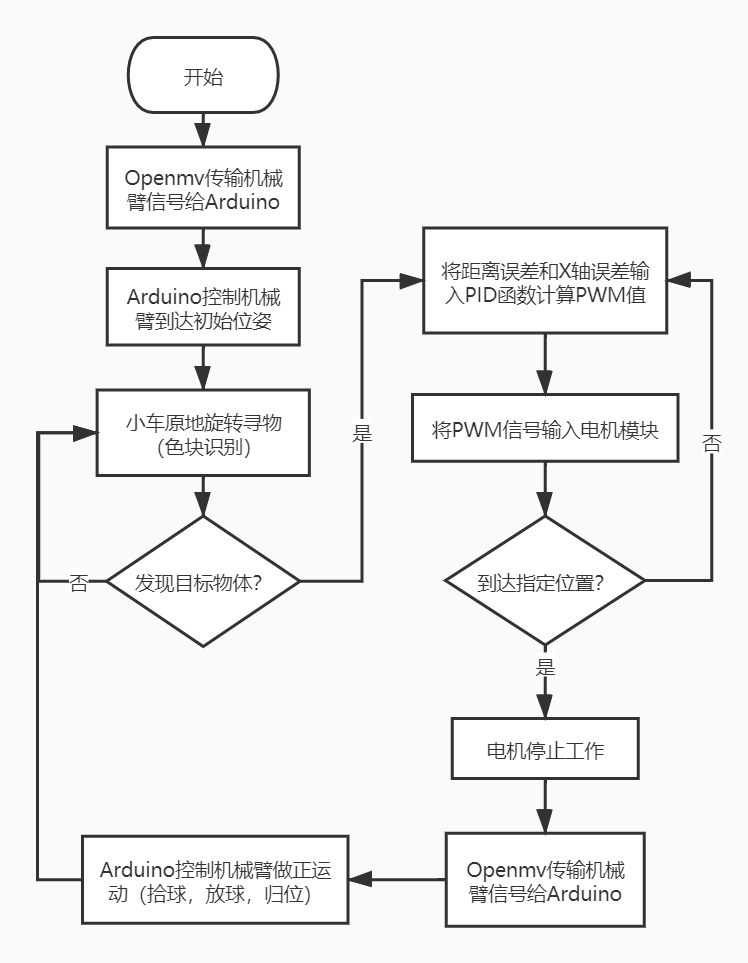 开始
Openmv传输机械
臂信号给Arduino
Arduino控制机械
臂到达初始位姿
小车原地旋转寻物
（色块识别）
发现目标物体？
否
是
将距离误差和X轴误差输
入PID函数计算PWM值
将PWM信号输入电机模块
到达指定位置？
否
是
电机停止工作
Openmv传输机械
臂信号给Arduino
Arduino控制机械臂做正运
动（拾球，放球，归位）